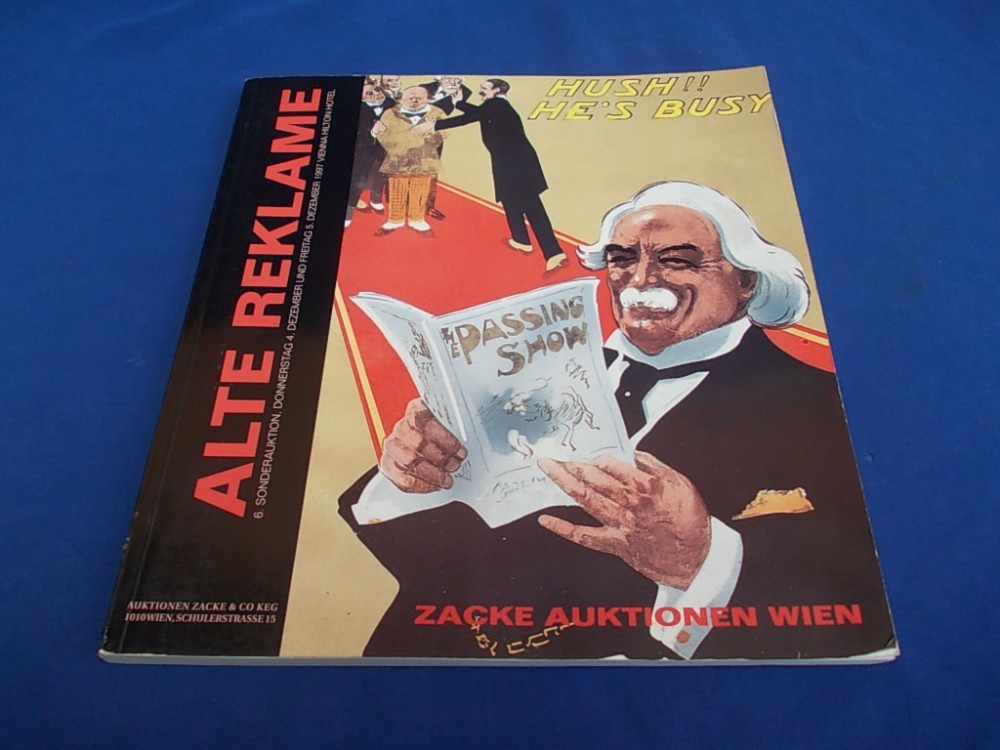 ALTE REKLAME
6. SONDERAUKTION, DONNERSTAG 4. DEZEMBER UND FREITAG 5. DEZEMBER 1997 VIENNA HILTON HOTEL
HUSH!!
HE'S BUSY
THE PASSING
SHOW
AUKTIONEN ZACKE & CO KEG
1010 WIEN, SCHULERSTRASSE 15
ZACKE AUKTIONEN WIEN